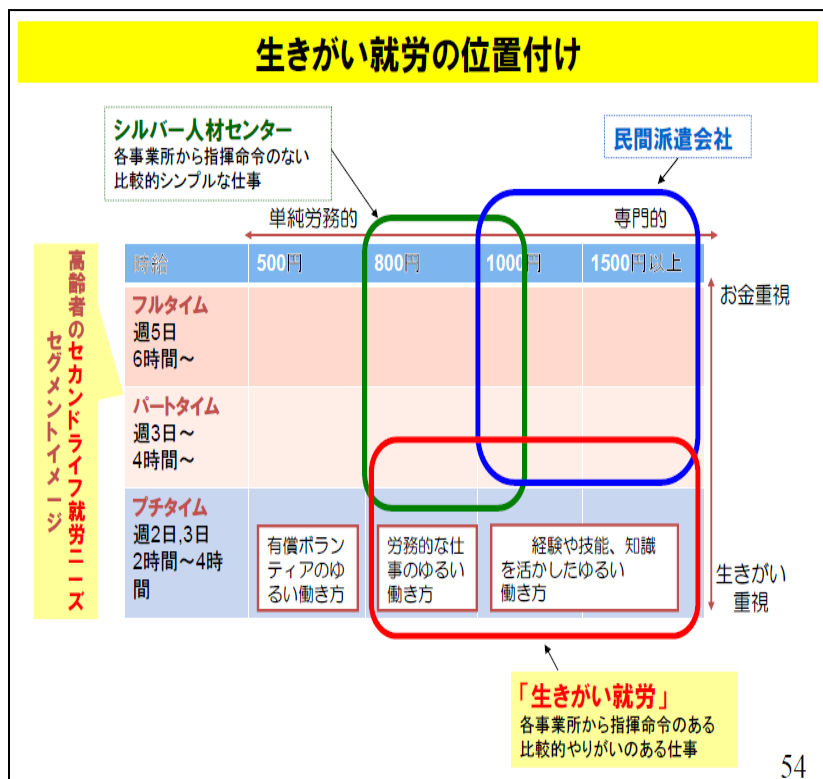 生きがい就労の位置付け
シルバー人材センター
各事業所から指揮命令のない
比較的シンプルな仕事
民間派遣会社
単純労務的
専門的
高齢者のセカンドライフ就労ニーズ
セグメントイメージ
時給
500円
800円
1000円
1500円以上
お金重視
フルタイム
週5日
6時間～
パートタイム
週3日～
4時間～
プチタイム
週2日,3日
2時間～4時
間
有償ボラン
ティアのゆ
るい働き方
労務的な仕
事のゆるい
働き方
経験や技能、知識
を活かしたゆるい
働き方
生きがい
重視
「生きがい就労」
各事業所から指揮命令のある
比較的やりがいのある仕事
54